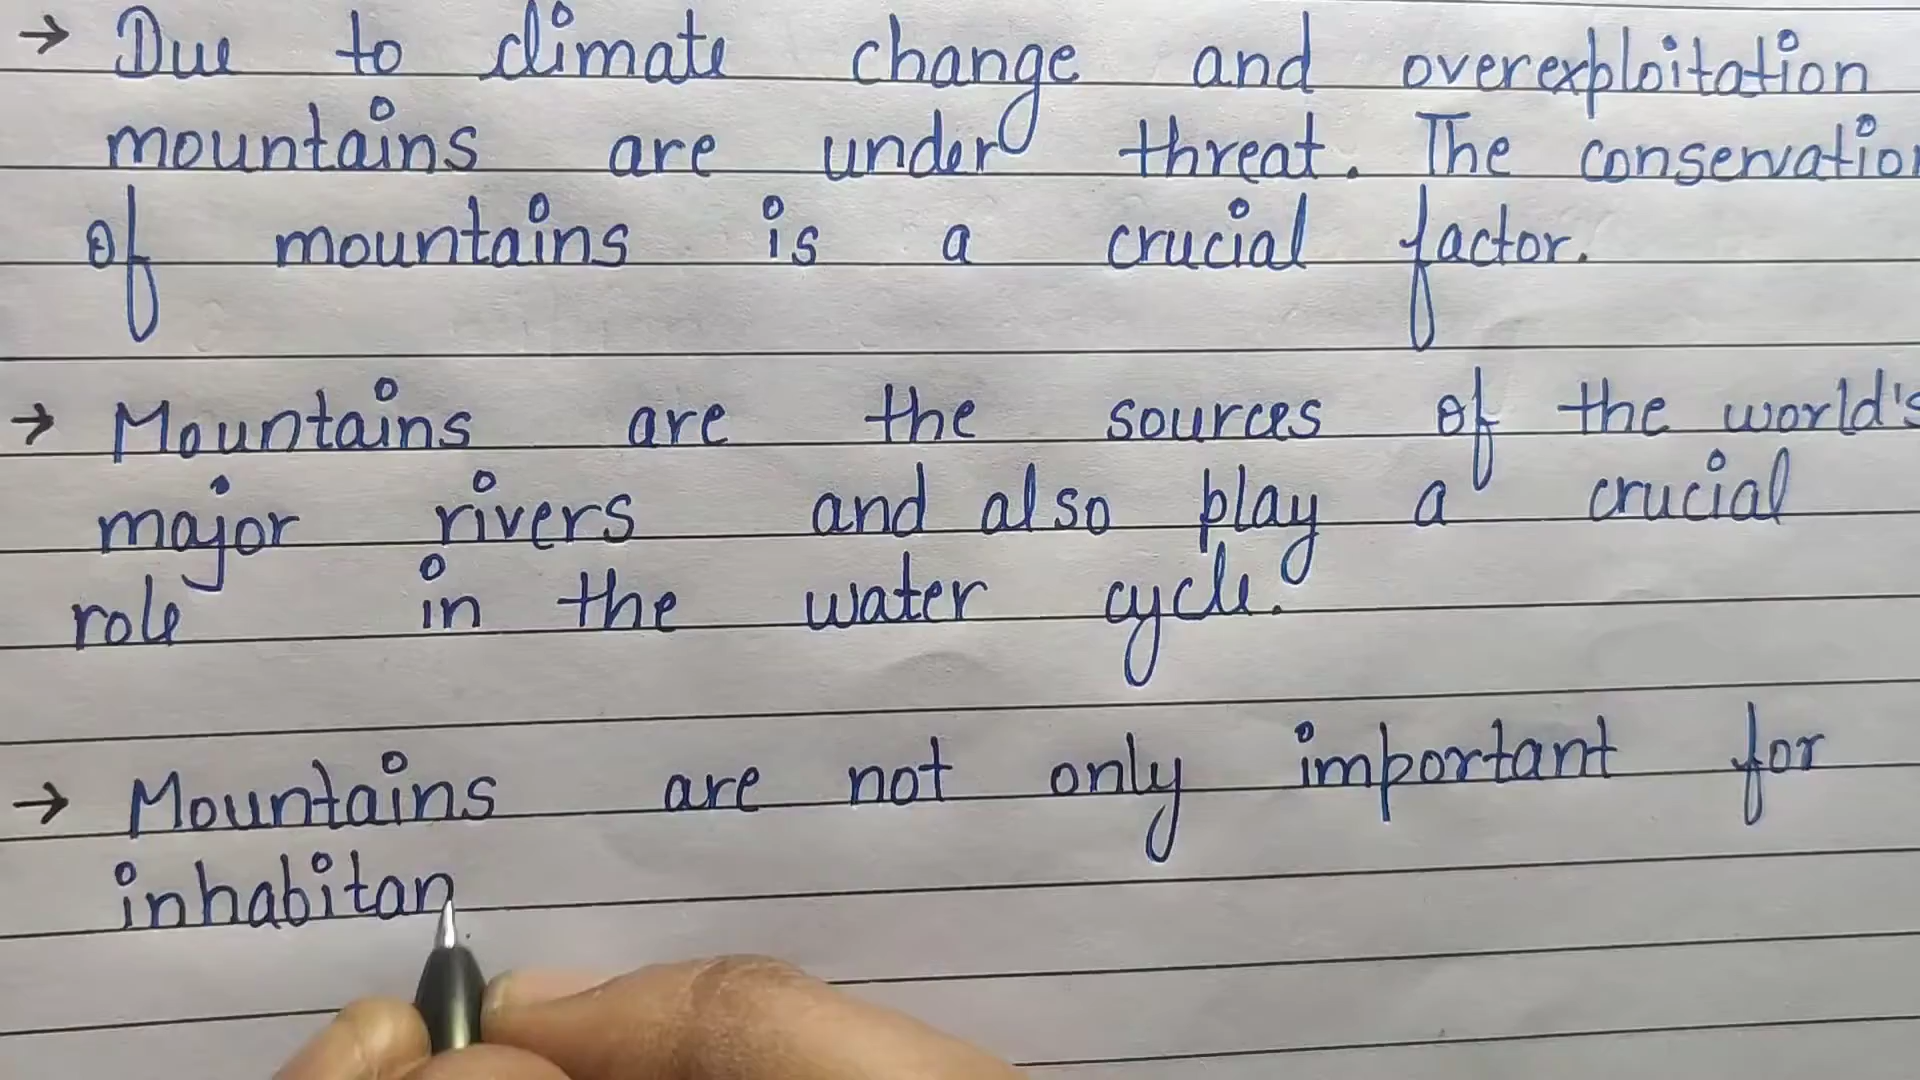 → Due to climate change and overexploitation
mountains are under threat. The conservation
of mountains is a crucial factor.
→ Mountains are the sources of the world's
major rivers and also play a crucial
role in the water cycle.
→ Mountains are not only important for
inhabitan